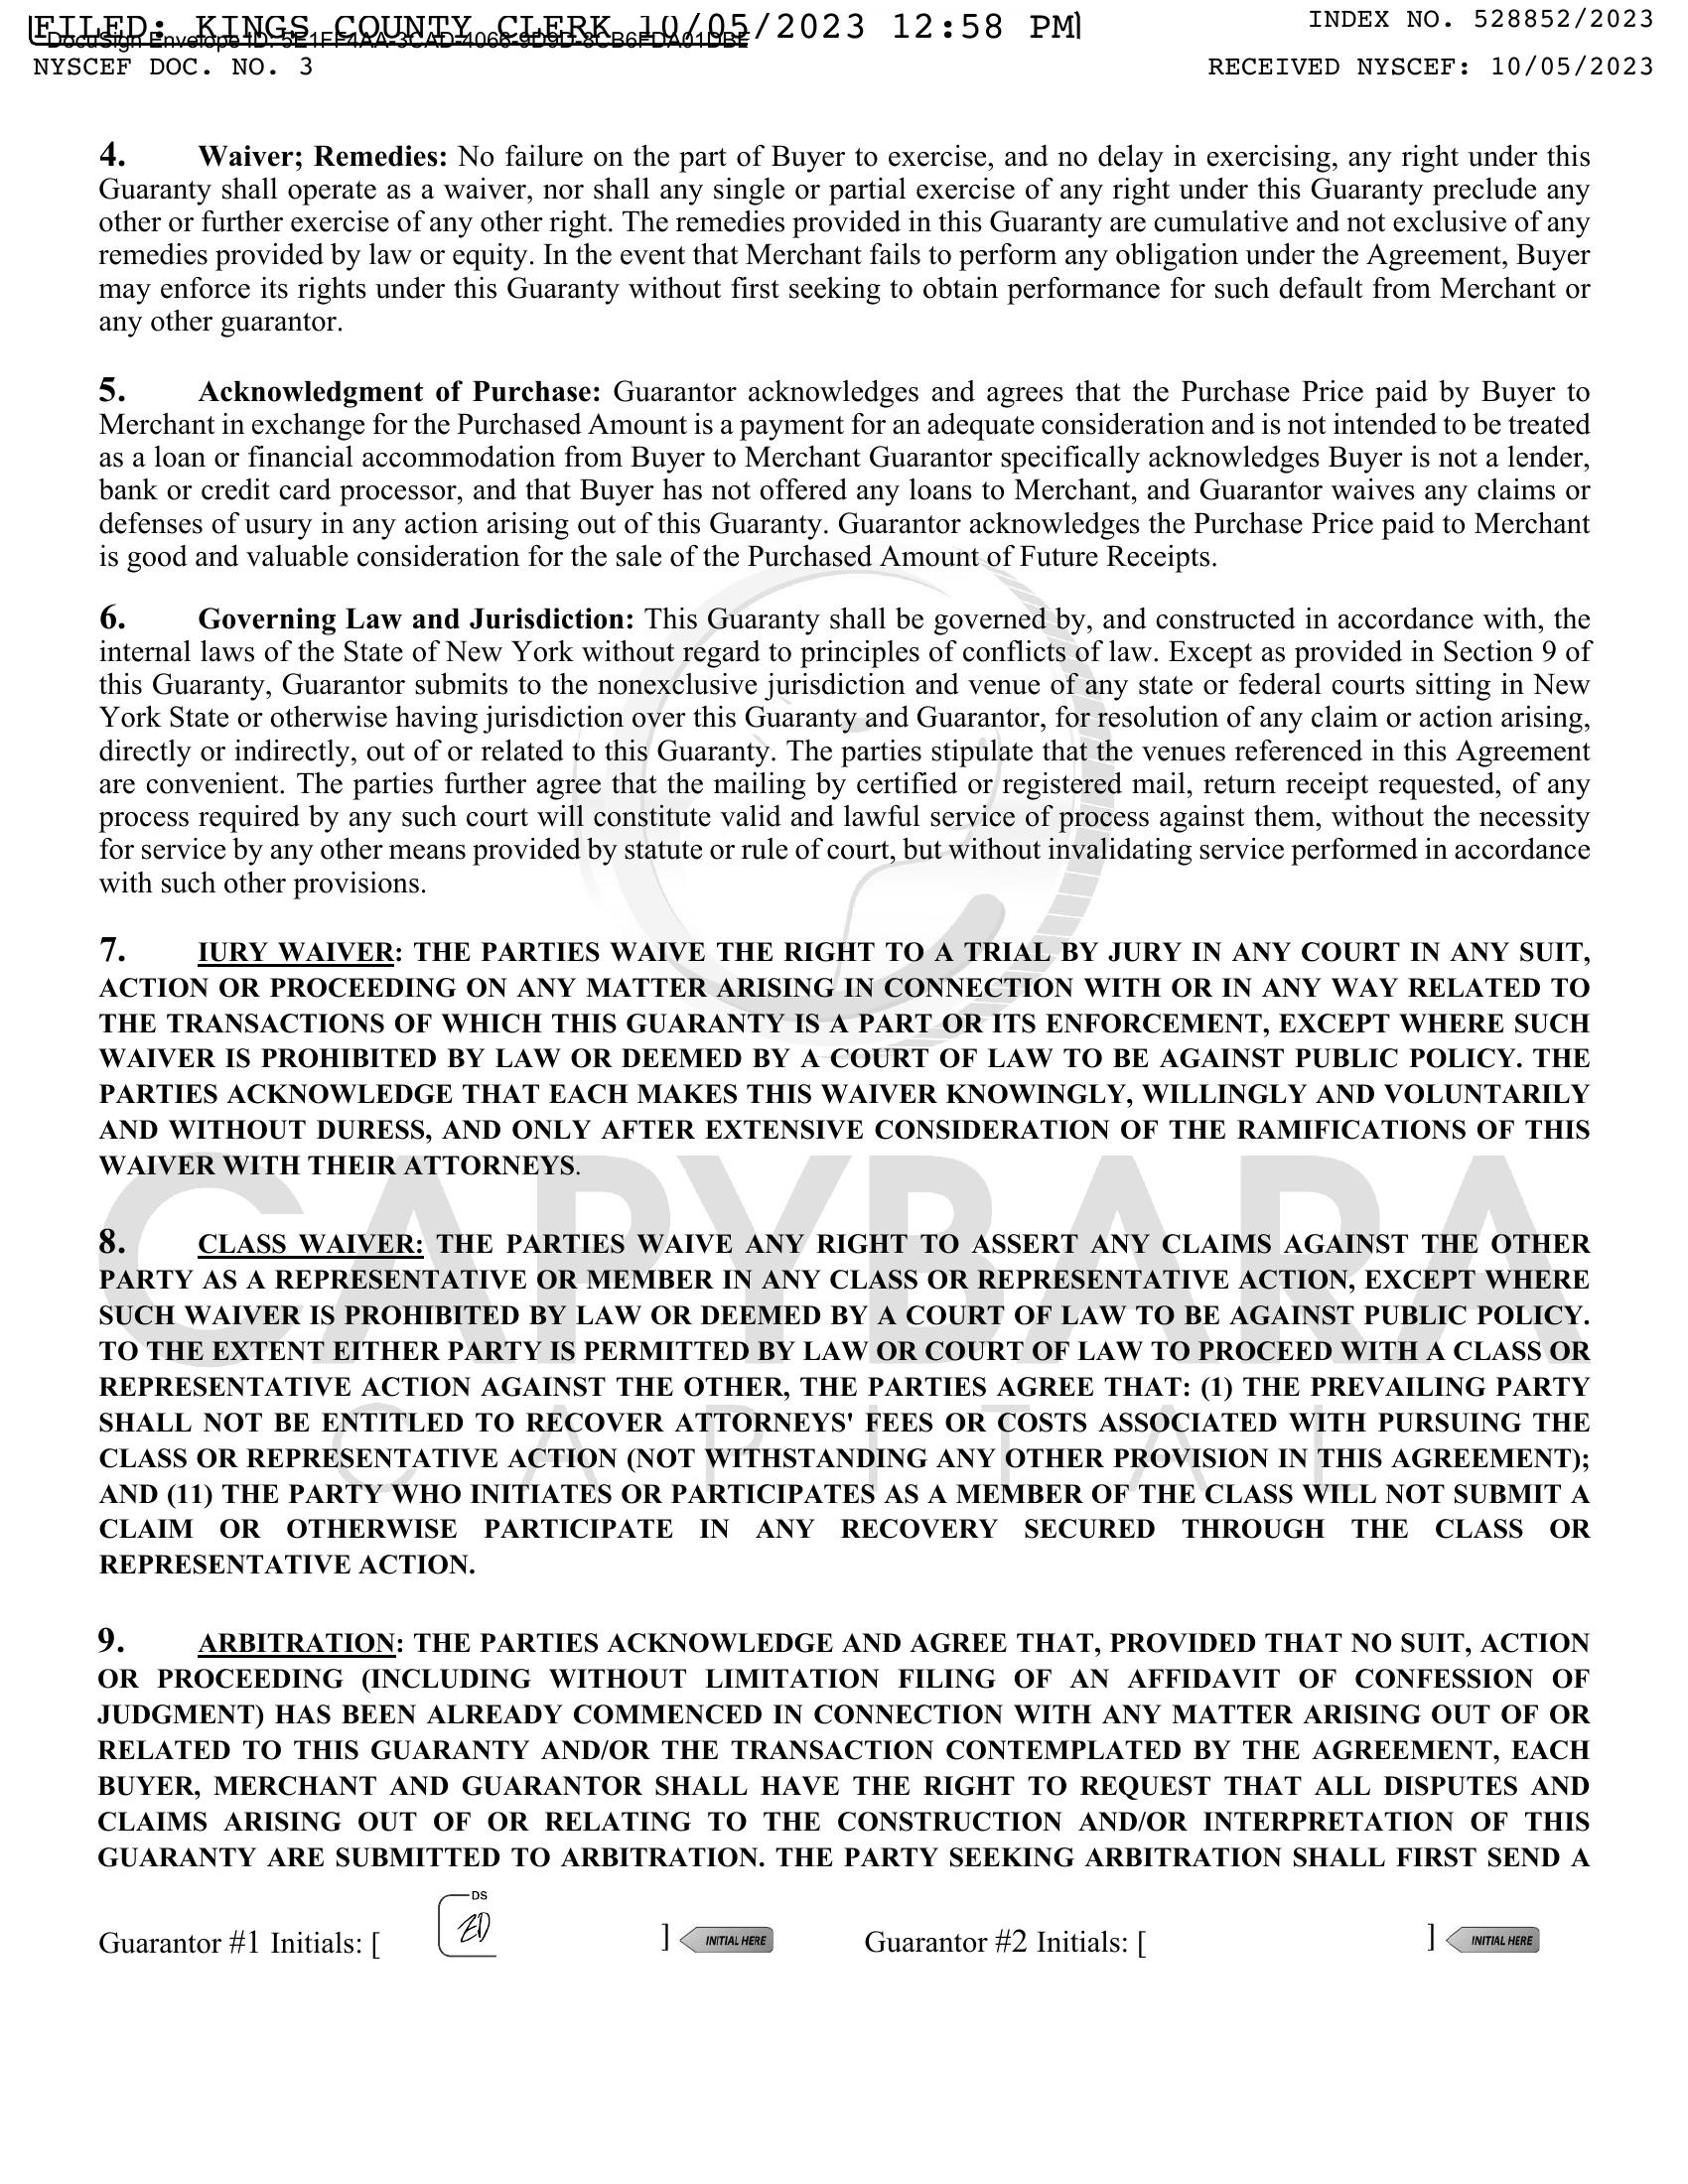 FILED: KINGS COUNTY CLERK 10/05/2023 12:58 PM
INDEX NO. 528852/2023
DocuSign Envelope ID: 5E1FF4AA-3CAD-4066-9D9D-8CB6FDA01DBE
NYSCEF DOC. NO. 3
RECEIVED NYSCEF: 10/05/2023
4. Waiver; Remedies: No failure on the part of Buyer to exercise, and no delay in exercising, any right under this
Guaranty shall operate as a waiver, nor shall any single or partial exercise of any right under this Guaranty preclude any
other or further exercise of any other right. The remedies provided in this Guaranty are cumulative and not exclusive of any
remedies provided by law or equity. In the event that Merchant fails to perform any obligation under the Agreement, Buyer
may enforce its rights under this Guaranty without first seeking to obtain performance for such default from Merchant or
any other guarantor.
5. Acknowledgment of Purchase: Guarantor acknowledges and agrees that the Purchase Price paid by Buyer to
Merchant in exchange for the Purchased Amount is a payment for an adequate consideration and is not intended to be treated
as a loan or financial accommodation from Buyer to Merchant Guarantor specifically acknowledges Buyer is not a lender,
bank or credit card processor, and that Buyer has not offered any loans to Merchant, and Guarantor waives any claims or
defenses of usury in any action arising out of this Guaranty. Guarantor acknowledges the Purchase Price paid to Merchant
is good and valuable consideration for the sale of the Purchased Amount of Future Receipts.
6. Governing Law and Jurisdiction: This Guaranty shall be governed by, and constructed in accordance with, the
internal laws of the State of New York without regard to principles of conflicts of law. Except as provided in Section 9 of
this Guaranty, Guarantor submits to the nonexclusive jurisdiction and venue of any state or federal courts sitting in New
York State or otherwise having jurisdiction over this Guaranty and Guarantor, for resolution of any claim or action arising,
directly or indirectly, out of or related to this Guaranty. The parties stipulate that the venues referenced in this Agreement
are convenient. The parties further agree that the mailing by certified or registered mail, return receipt requested, of any
process required by any such court will constitute valid and lawful service of process against them, without the necessity
for service by any other means provided by statute or rule of court, but without invalidating service performed in accordance
with such other provisions.
7. IURY WAIVER: THE PARTIES WAIVE THE RIGHT TO A TRIAL BY JURY IN ANY COURT IN ANY SUIT,
ACTION OR PROCEEDING ON ANY MATTER ARISING IN CONNECTION WITH OR IN ANY WAY RELATED TO
THE TRANSACTIONS OF WHICH THIS GUARANTY IS A PART OR ITS ENFORCEMENT, EXCEPT WHERE SUCH
WAIVER IS PROHIBITED BY LAW OR DEEMED BY A COURT OF LAW TO BE AGAINST PUBLIC POLICY. THE
PARTIES ACKNOWLEDGE THAT EACH MAKES THIS WAIVER KNOWINGLY, WILLINGLY AND VOLUNTARILY
AND WITHOUT DURESS, AND ONLY AFTER EXTENSIVE CONSIDERATION OF THE RAMIFICATIONS OF THIS
WAIVER WITH THEIR ATTORNEYS.
CAPYBARA
8. CLASS WAIVER: THE PARTIES WAIVE ANY RIGHT TO ASSERT ANY CLAIMS AGAINST THE OTHER
PARTY AS A REPRESENTATIVE OR MEMBER IN ANY CLASS OR REPRESENTATIVE ACTION, EXCEPT WHERE
SUCH WAIVER IS PROHIBITED BY LAW OR DEEMED BY A COURT OF LAW TO BE AGAINST PUBLIC POLICY.
TO THE EXTENT EITHER PARTY IS PERMITTED BY LAW OR COURT OF LAW TO PROCEED WITH A CLASS OR
REPRESENTATIVE ACTION AGAINST THE OTHER, THE PARTIES AGREE THAT: (1) THE PREVAILING PARTY
SHALL NOT BE ENTITLED TO RECOVER ATTORNEYS' FEES OR COSTS ASSOCIATED WITH PURSUING THE
CLASS OR REPRESENTATIVE ACTION (NOT WITHSTANDING ANY OTHER PROVISION IN THIS AGREEMENT);
CAPITAL
AND (11) THE PARTY WHO INITIATES OR PARTICIPATES AS A MEMBER OF THE CLASS WILL NOT SUBMIT A
CLAIM OR OTHERWISE PARTICIPATE IN ANY RECOVERY SECURED THROUGH THE CLASS OR
REPRESENTATIVE ACTION.
9. ARBITRATION: THE PARTIES ACKNOWLEDGE AND AGREE THAT, PROVIDED THAT NO SUIT, ACTION
OR PROCEEDING (INCLUDING WITHOUT LIMITATION FILING OF AN AFFIDAVIT OF CONFESSION OF
JUDGMENT) HAS BEEN ALREADY COMMENCED IN CONNECTION WITH ANY MATTER ARISING OUT OF OR
RELATED TO THIS GUARANTY AND/OR THE TRANSACTION CONTEMPLATED BY THE AGREEMENT, EACH
BUYER, MERCHANT AND GUARANTOR SHALL HAVE THE RIGHT TO REQUEST THAT ALL DISPUTES AND
CLAIMS ARISING OUT OF OR RELATING TO THE CONSTRUCTION AND/OR INTERPRETATION OF THIS
GUARANTY ARE SUBMITTED TO ARBITRATION. THE PARTY SEEKING ARBITRATION SHALL FIRST SEND A
DS
Guarantor #1 Initials: [ ZD ] INITIAL HERE Guarantor #2 Initials: [ ] INITIAL HERE